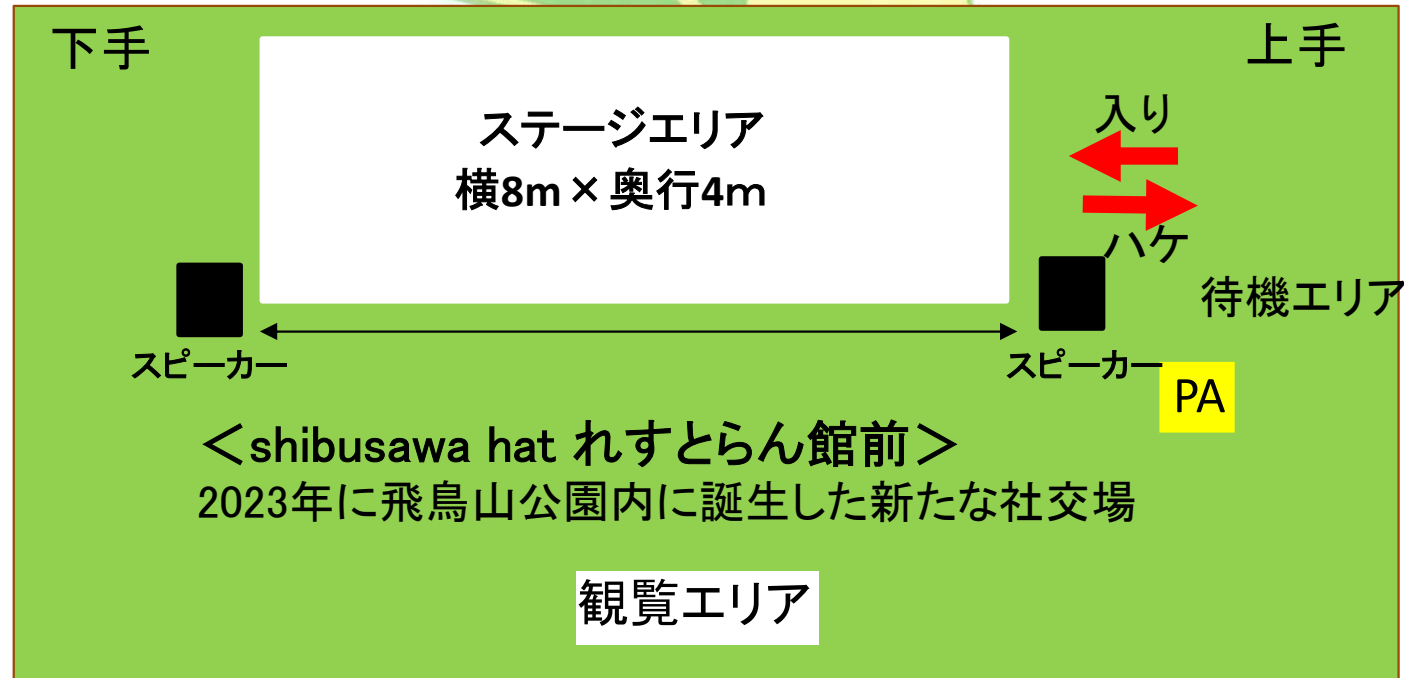 下手
上手
ステージエリア
横8m×奥行4ｍ
入り
ハケ
待機エリア
スピーカー
スピーカー
PA
＜shibusawa hat れすとらん館前＞
2023年に飛鳥山公園内に誕生した新たな社交場
観覧エリア